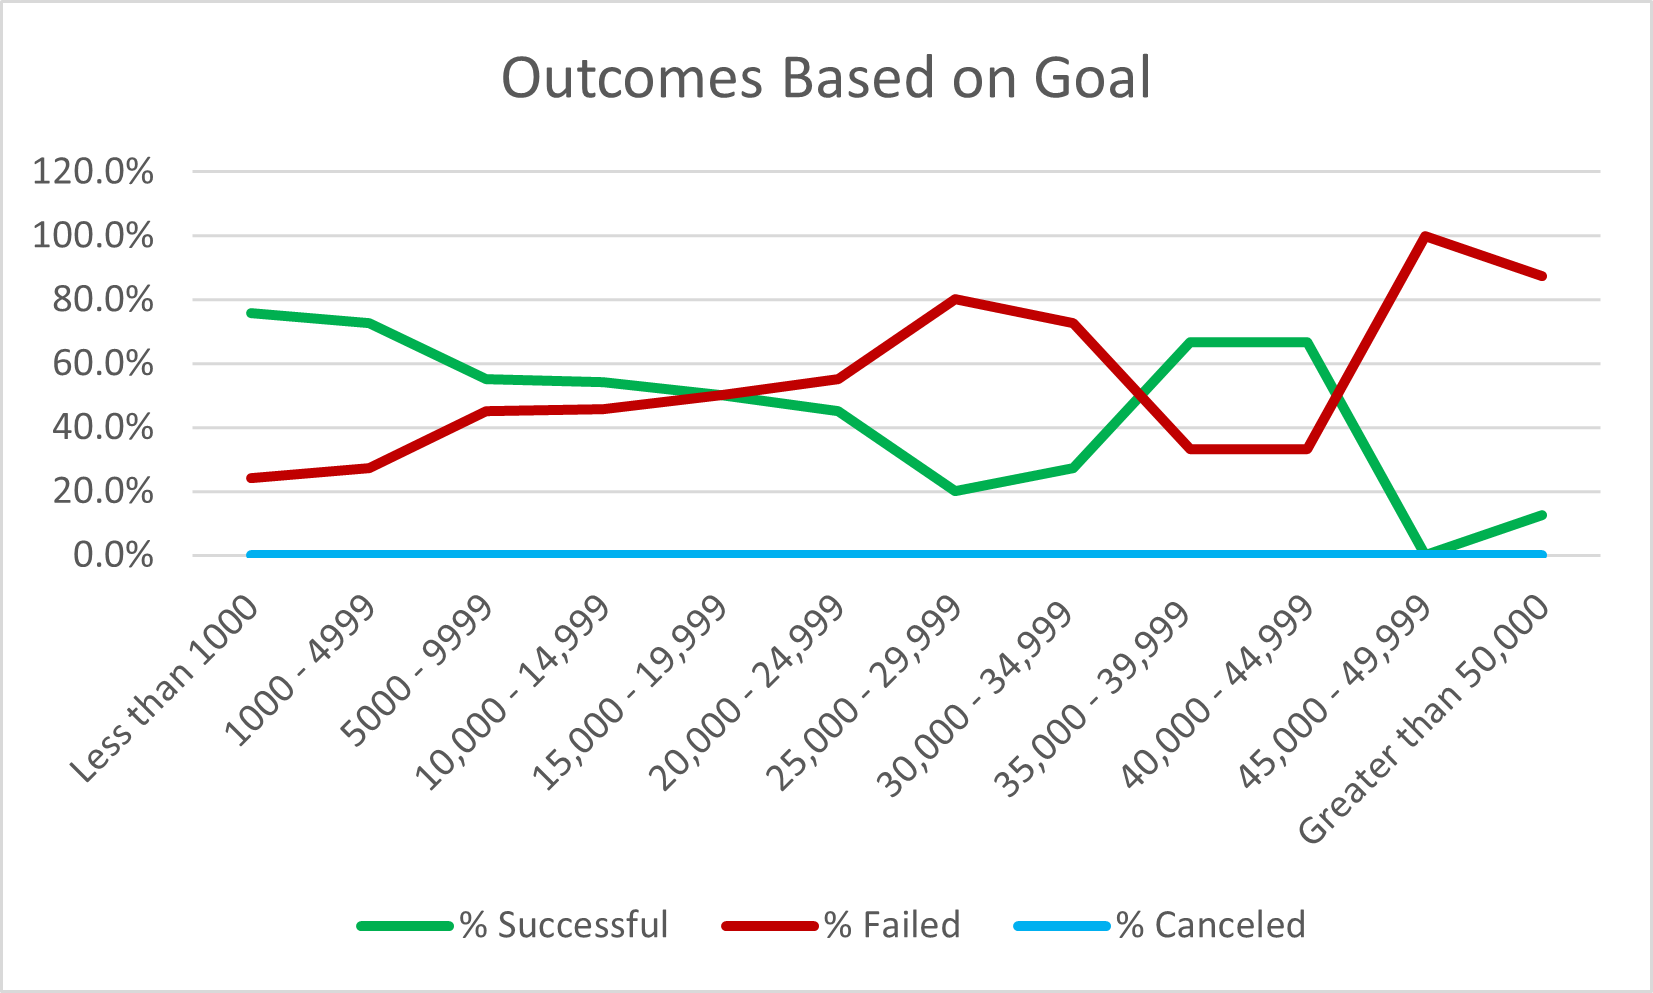 Outcomes Based on Goal
120.0%
100.0%
80.0%
60.0%
40.0%
20.0%
0.0%
Less than 1000
1000 - 4999
5000 - 9999
10,000 - 14,999
15,000 - 19,999
20,000 - 24,999
25,000 - 29,999
30,000 - 34,999
35,000 - 39,999
40,000 - 44,999
45,000 - 49,999
Greater than 50,000
% Successful % Failed % Canceled